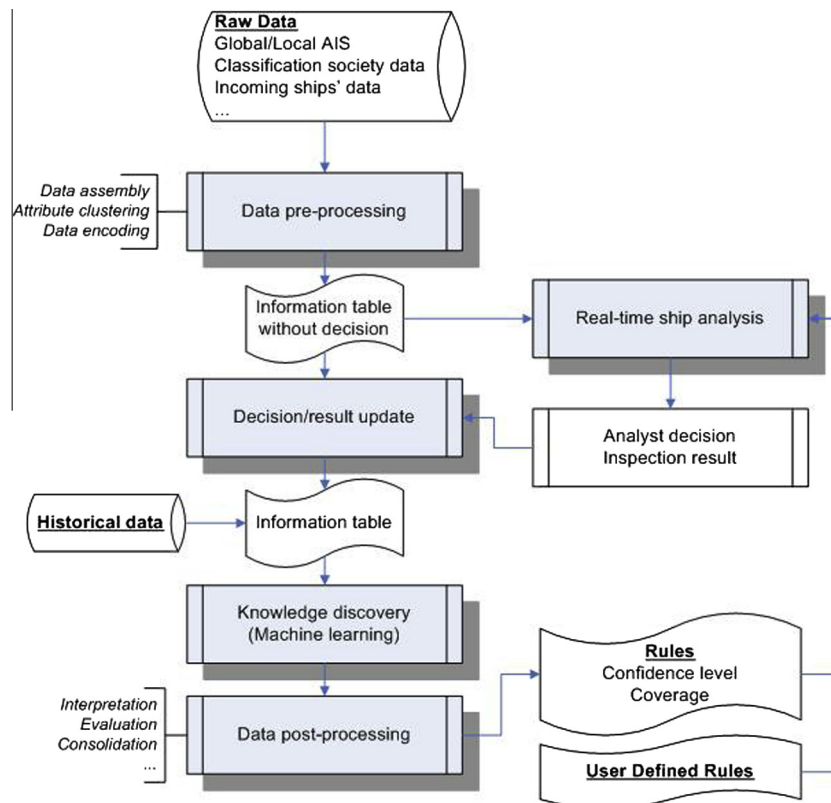 Raw Data
Global/Local AIS
Classification society data
Incoming ships' data
...
Data assembly
Attribute clustering
Data encoding
Data pre-processing
Information table
without decision
Real-time ship analysis
Decision/result update
Analyst decision
Inspection result
Historical data
Information table
Knowledge discovery
(Machine learning)
Rules
Confidence level
Coverage
Interpretation
Evaluation
Consolidation
...
Data post-processing
User Defined Rules